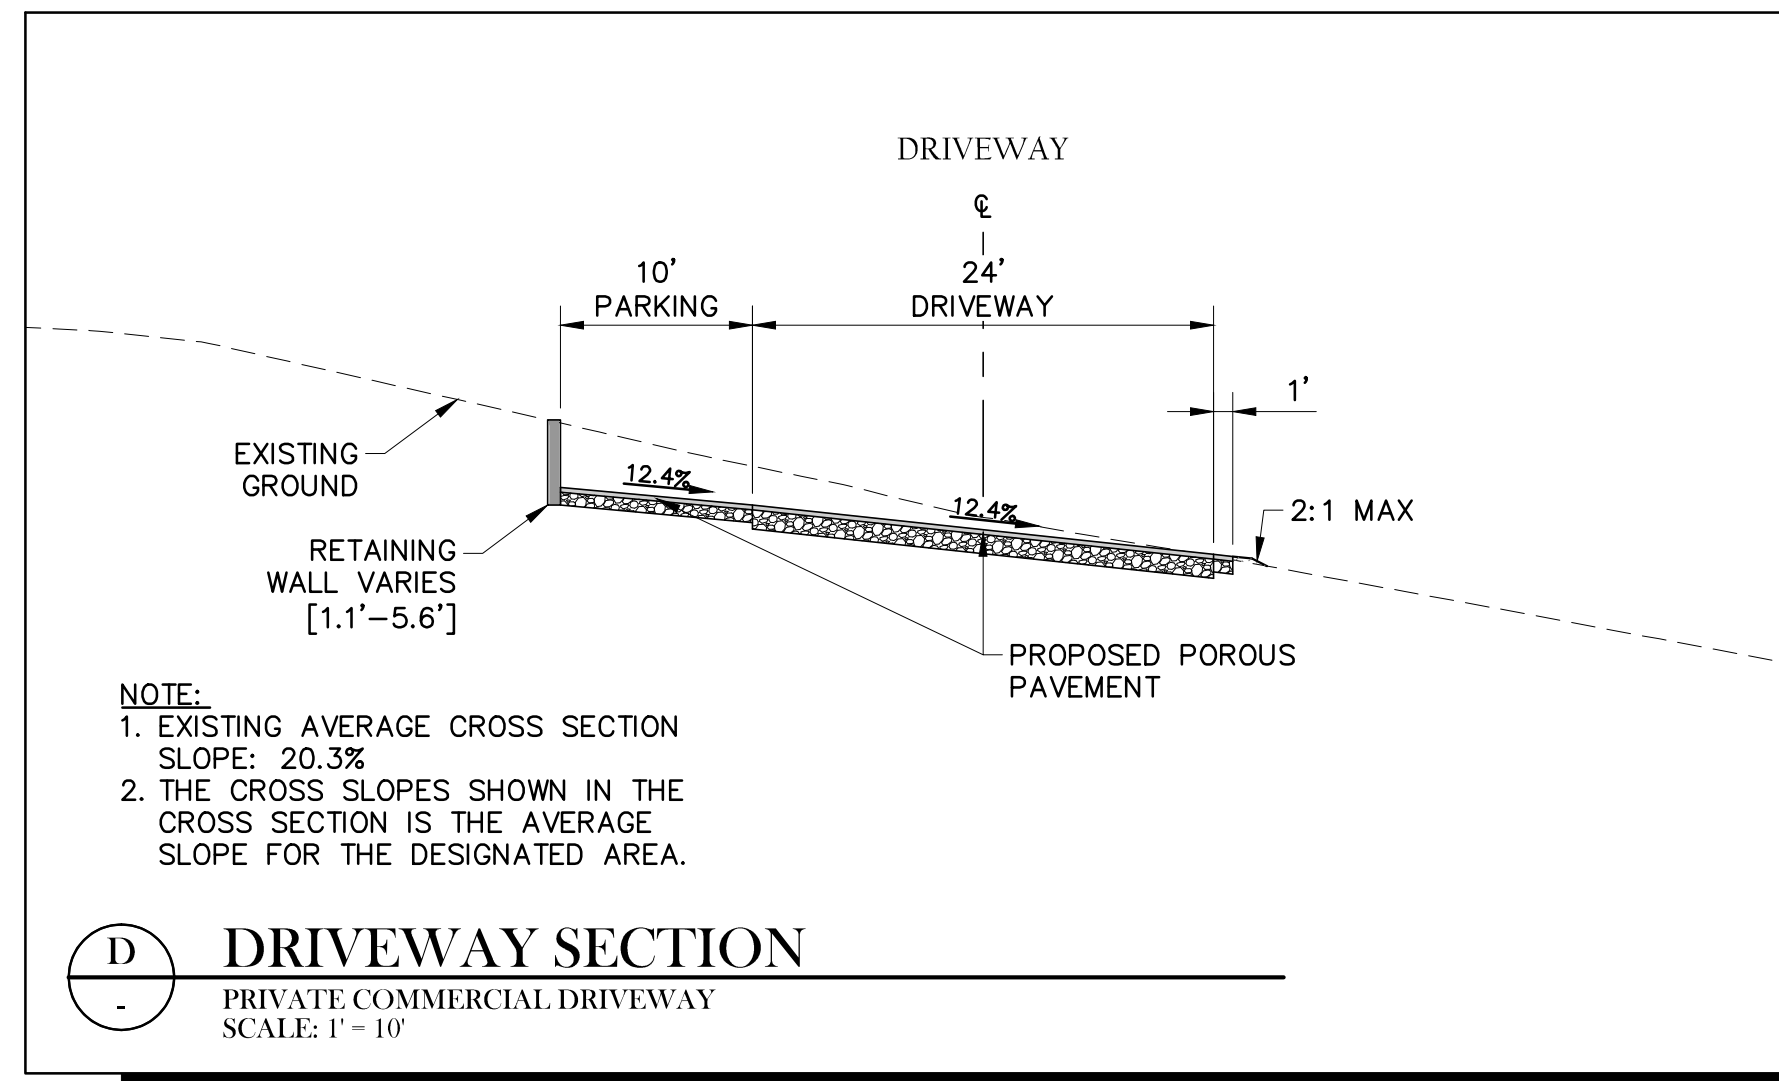 DRIVEWAY
℄
10'
PARKING
24'
DRIVEWAY
1'
EXISTING
GROUND
12.4%
12.4%
2:1 MAX
RETAINING
WALL VARIES
[1.1'-5.6']
PROPOSED POROUS
PAVEMENT
NOTE:
1. EXISTING AVERAGE CROSS SECTION
SLOPE: 20.3%
2. THE CROSS SLOPES SHOWN IN THE
CROSS SECTION IS THE AVERAGE
SLOPE FOR THE DESIGNATED AREA.
D
-
DRIVEWAY SECTION
PRIVATE COMMERCIAL DRIVEWAY
SCALE: 1' = 10'